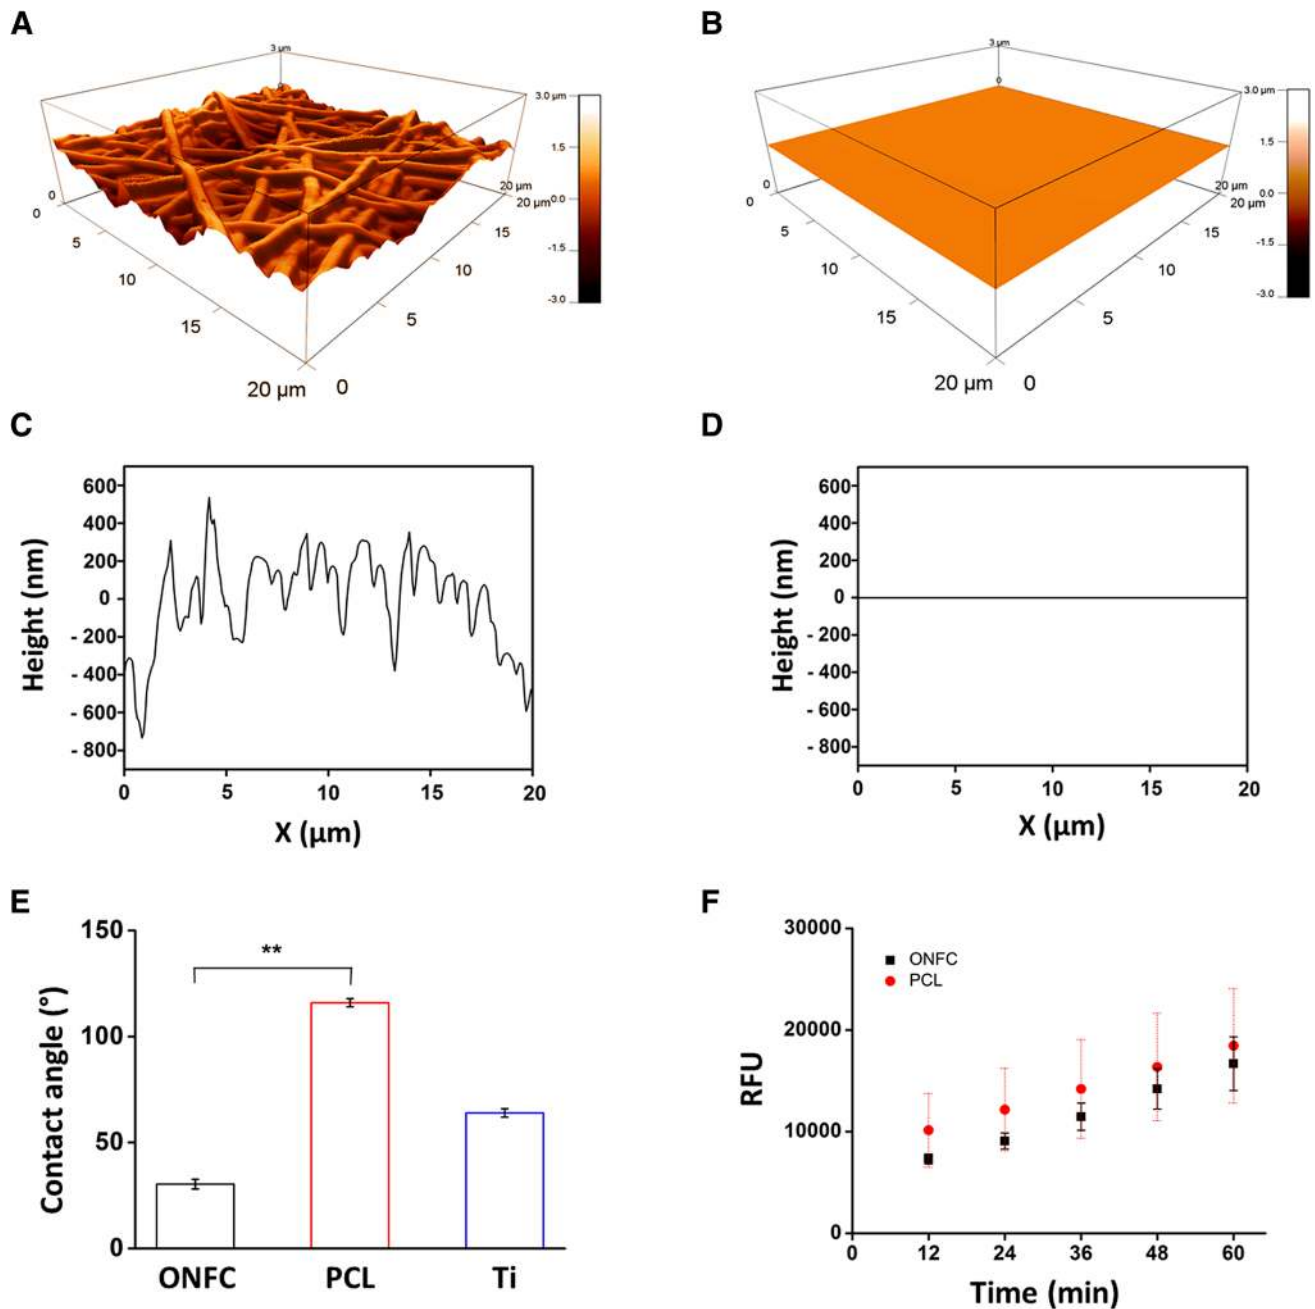 A
3 µm
0
3.0 µm
1.5
0.0
-1.5
-3.0
0
0
5
10
15
20 µm
0
5
10
15
20 µm
20 µm
B
3 µm
0
3.0 µm
1.5
0.0
-1.5
-3.0
0
0
5
10
15
20 µm
0
5
10
15
20 µm
20 µm
C
Height (nm)
600
400
200
0
- 200
- 400
- 600
- 800
0 5 10 15 20
X (µm)
D
Height (nm)
600
400
200
0
- 200
- 400
- 600
- 800
0 5 10 15 20
X (µm)
E
Contact angle (°)
150
100
50
0
**
ONFC PCL Ti
F
RFU
30000
20000
10000
0
ONFC
PCL
0 12 24 36 48 60
Time (min)